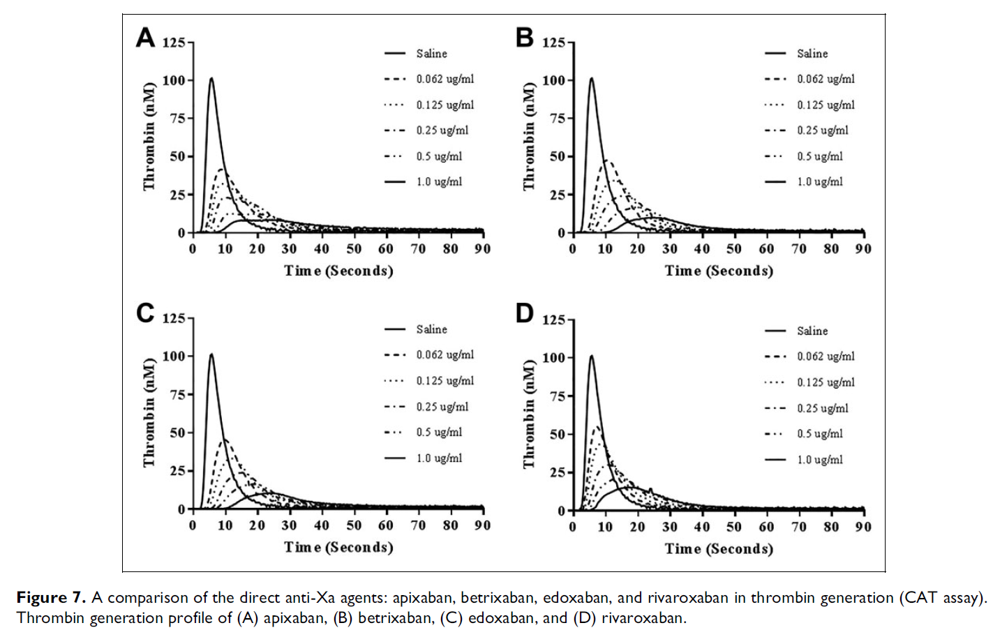 A
125
100
75
50
25
0
Thrombin (nM)
0 10 20 30 40 50 60 70 80 90
Time (Seconds)
Saline
0.062 ug/ml
0.125 ug/ml
0.25 ug/ml
0.5 ug/ml
1.0 ug/ml
B
125
100
75
50
25
0
Thrombin (nM)
0 10 20 30 40 50 60 70 80 90
Time (Seconds)
Saline
0.062 ug/ml
0.125 ug/ml
0.25 ug/ml
0.5 ug/ml
1.0 ug/ml
C
125
100
75
50
25
0
Thrombin (nM)
0 10 20 30 40 50 60 70 80 90
Time (Seconds)
Saline
0.062 ug/ml
0.125 ug/ml
0.25 ug/ml
0.5 ug/ml
1.0 ug/ml
D
125
100
75
50
25
0
Thrombin (nM)
0 10 20 30 40 50 60 70 80 90
Time (Seconds)
Saline
0.062 ug/ml
0.125 ug/ml
0.25 ug/ml
0.5 ug/ml
1.0 ug/ml
Figure 7. A comparison of the direct anti-Xa agents: apixaban, betrixaban, edoxaban, and rivaroxaban in thrombin generation (CAT assay).
Thrombin generation profile of (A) apixaban, (B) betrixaban, (C) edoxaban, and (D) rivaroxaban.